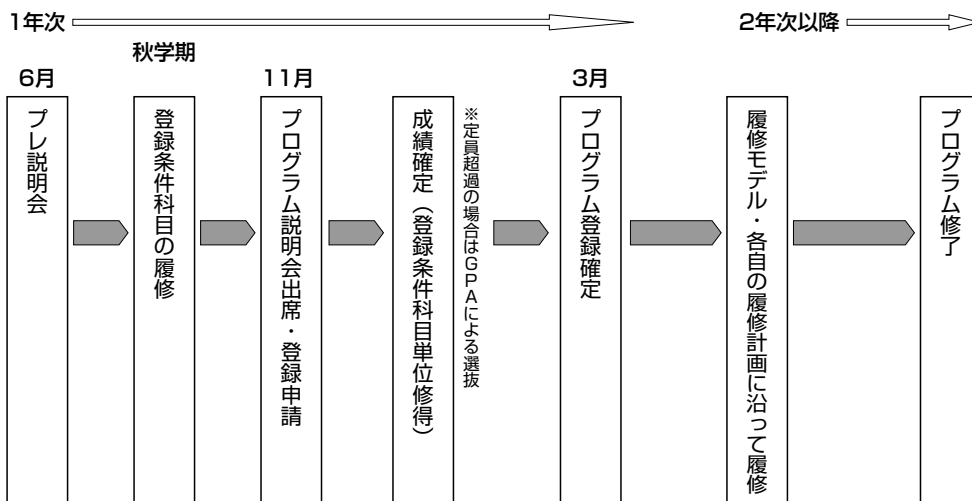 1年次
2年次以降
秋学期
6月
11月
3月
プレ説明会
登録条件科目の履修
プログラム説明会出席・登録申請
成績確定（登録条件科目単位修得）
※定員超過の場合はGPAによる選抜
プログラム登録確定
履修モデル・各自の履修計画に沿って履修
プログラム修了